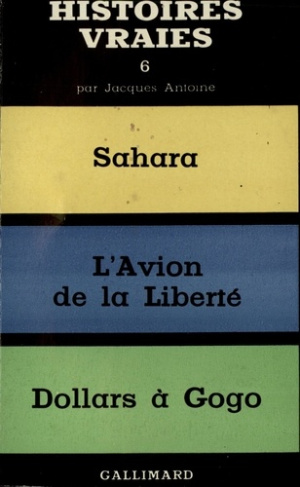 HISTOIRES
VRAIES
6
par Jacques Antoine
Sahara
L'Avion
de la Liberté
Dollars à Gogo
GALLIMARD